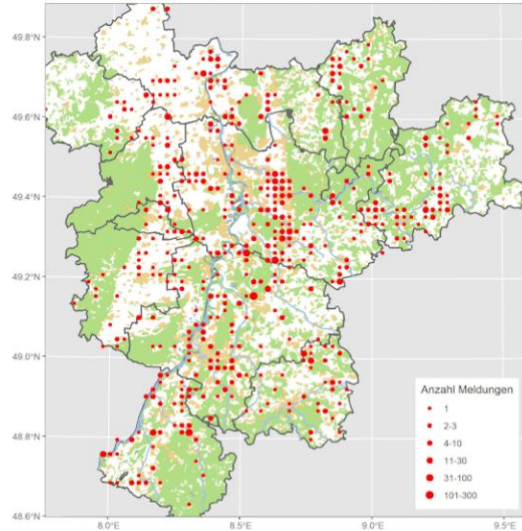 49.8°N
49.6°N
49.4°N
49.2°N
49.0°N
48.8°N
48.6°N
Anzahl Meldungen
1
2-3
4-10
11-30
31-100
101-300
8.0°E 8.5°E 9.0°E 9.5°E